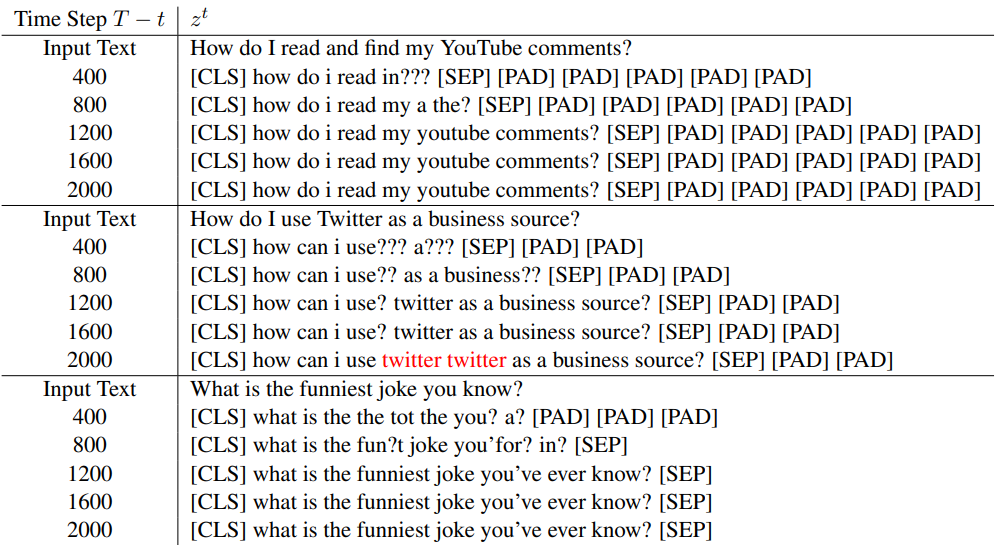 Time Step T − t z^t
Input Text How do I read and find my YouTube comments?
400 [CLS] how do i read in??? [SEP] [PAD] [PAD] [PAD] [PAD] [PAD]
800 [CLS] how do i read my a the? [SEP] [PAD] [PAD] [PAD] [PAD] [PAD]
1200 [CLS] how do i read my youtube comments? [SEP] [PAD] [PAD] [PAD] [PAD] [PAD]
1600 [CLS] how do i read my youtube comments? [SEP] [PAD] [PAD] [PAD] [PAD] [PAD]
2000 [CLS] how do i read my youtube comments? [SEP] [PAD] [PAD] [PAD] [PAD] [PAD]
Input Text How do I use Twitter as a business source?
400 [CLS] how can i use??? a??? [SEP] [PAD] [PAD]
800 [CLS] how can i use?? as a business?? [SEP] [PAD] [PAD]
1200 [CLS] how can i use? twitter as a business source? [SEP] [PAD] [PAD]
1600 [CLS] how can i use? twitter as a business source? [SEP] [PAD] [PAD]
2000 [CLS] how can i use twitter twitter as a business source? [SEP] [PAD] [PAD]
Input Text What is the funniest joke you know?
400 [CLS] what is the the tot the you? a? [PAD] [PAD] [PAD]
800 [CLS] what is the fun?t joke you’for? in? [SEP]
1200 [CLS] what is the funniest joke you’ve ever know? [SEP]
1600 [CLS] what is the funniest joke you’ve ever know? [SEP]
2000 [CLS] what is the funniest joke you’ve ever know? [SEP]